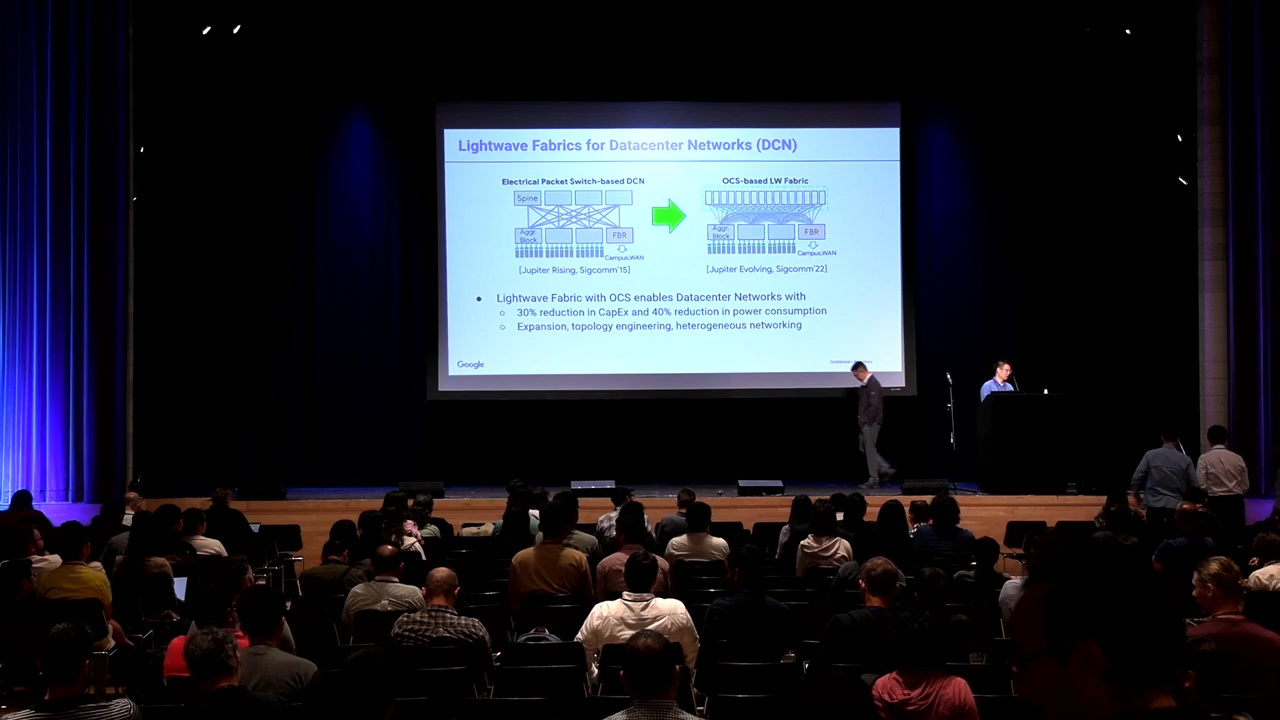 Lightwave Fabrics for Datacenter Networks (DCN)
Electrical Packet Switch-based DCN
Spine
Aggr.
Block
FBR
Campus,WAN
[Jupiter Rising, Sigcomm'15]
OCS-based LW Fabric
Aggr.
Block
FBR
Campus,WAN
[Jupiter Evolving, Sigcomm'22]
● Lightwave Fabric with OCS enables Datacenter Networks with
○ 30% reduction in CapEx and 40% reduction in power consumption
○ Expansion, topology engineering, heterogeneous networking
Google